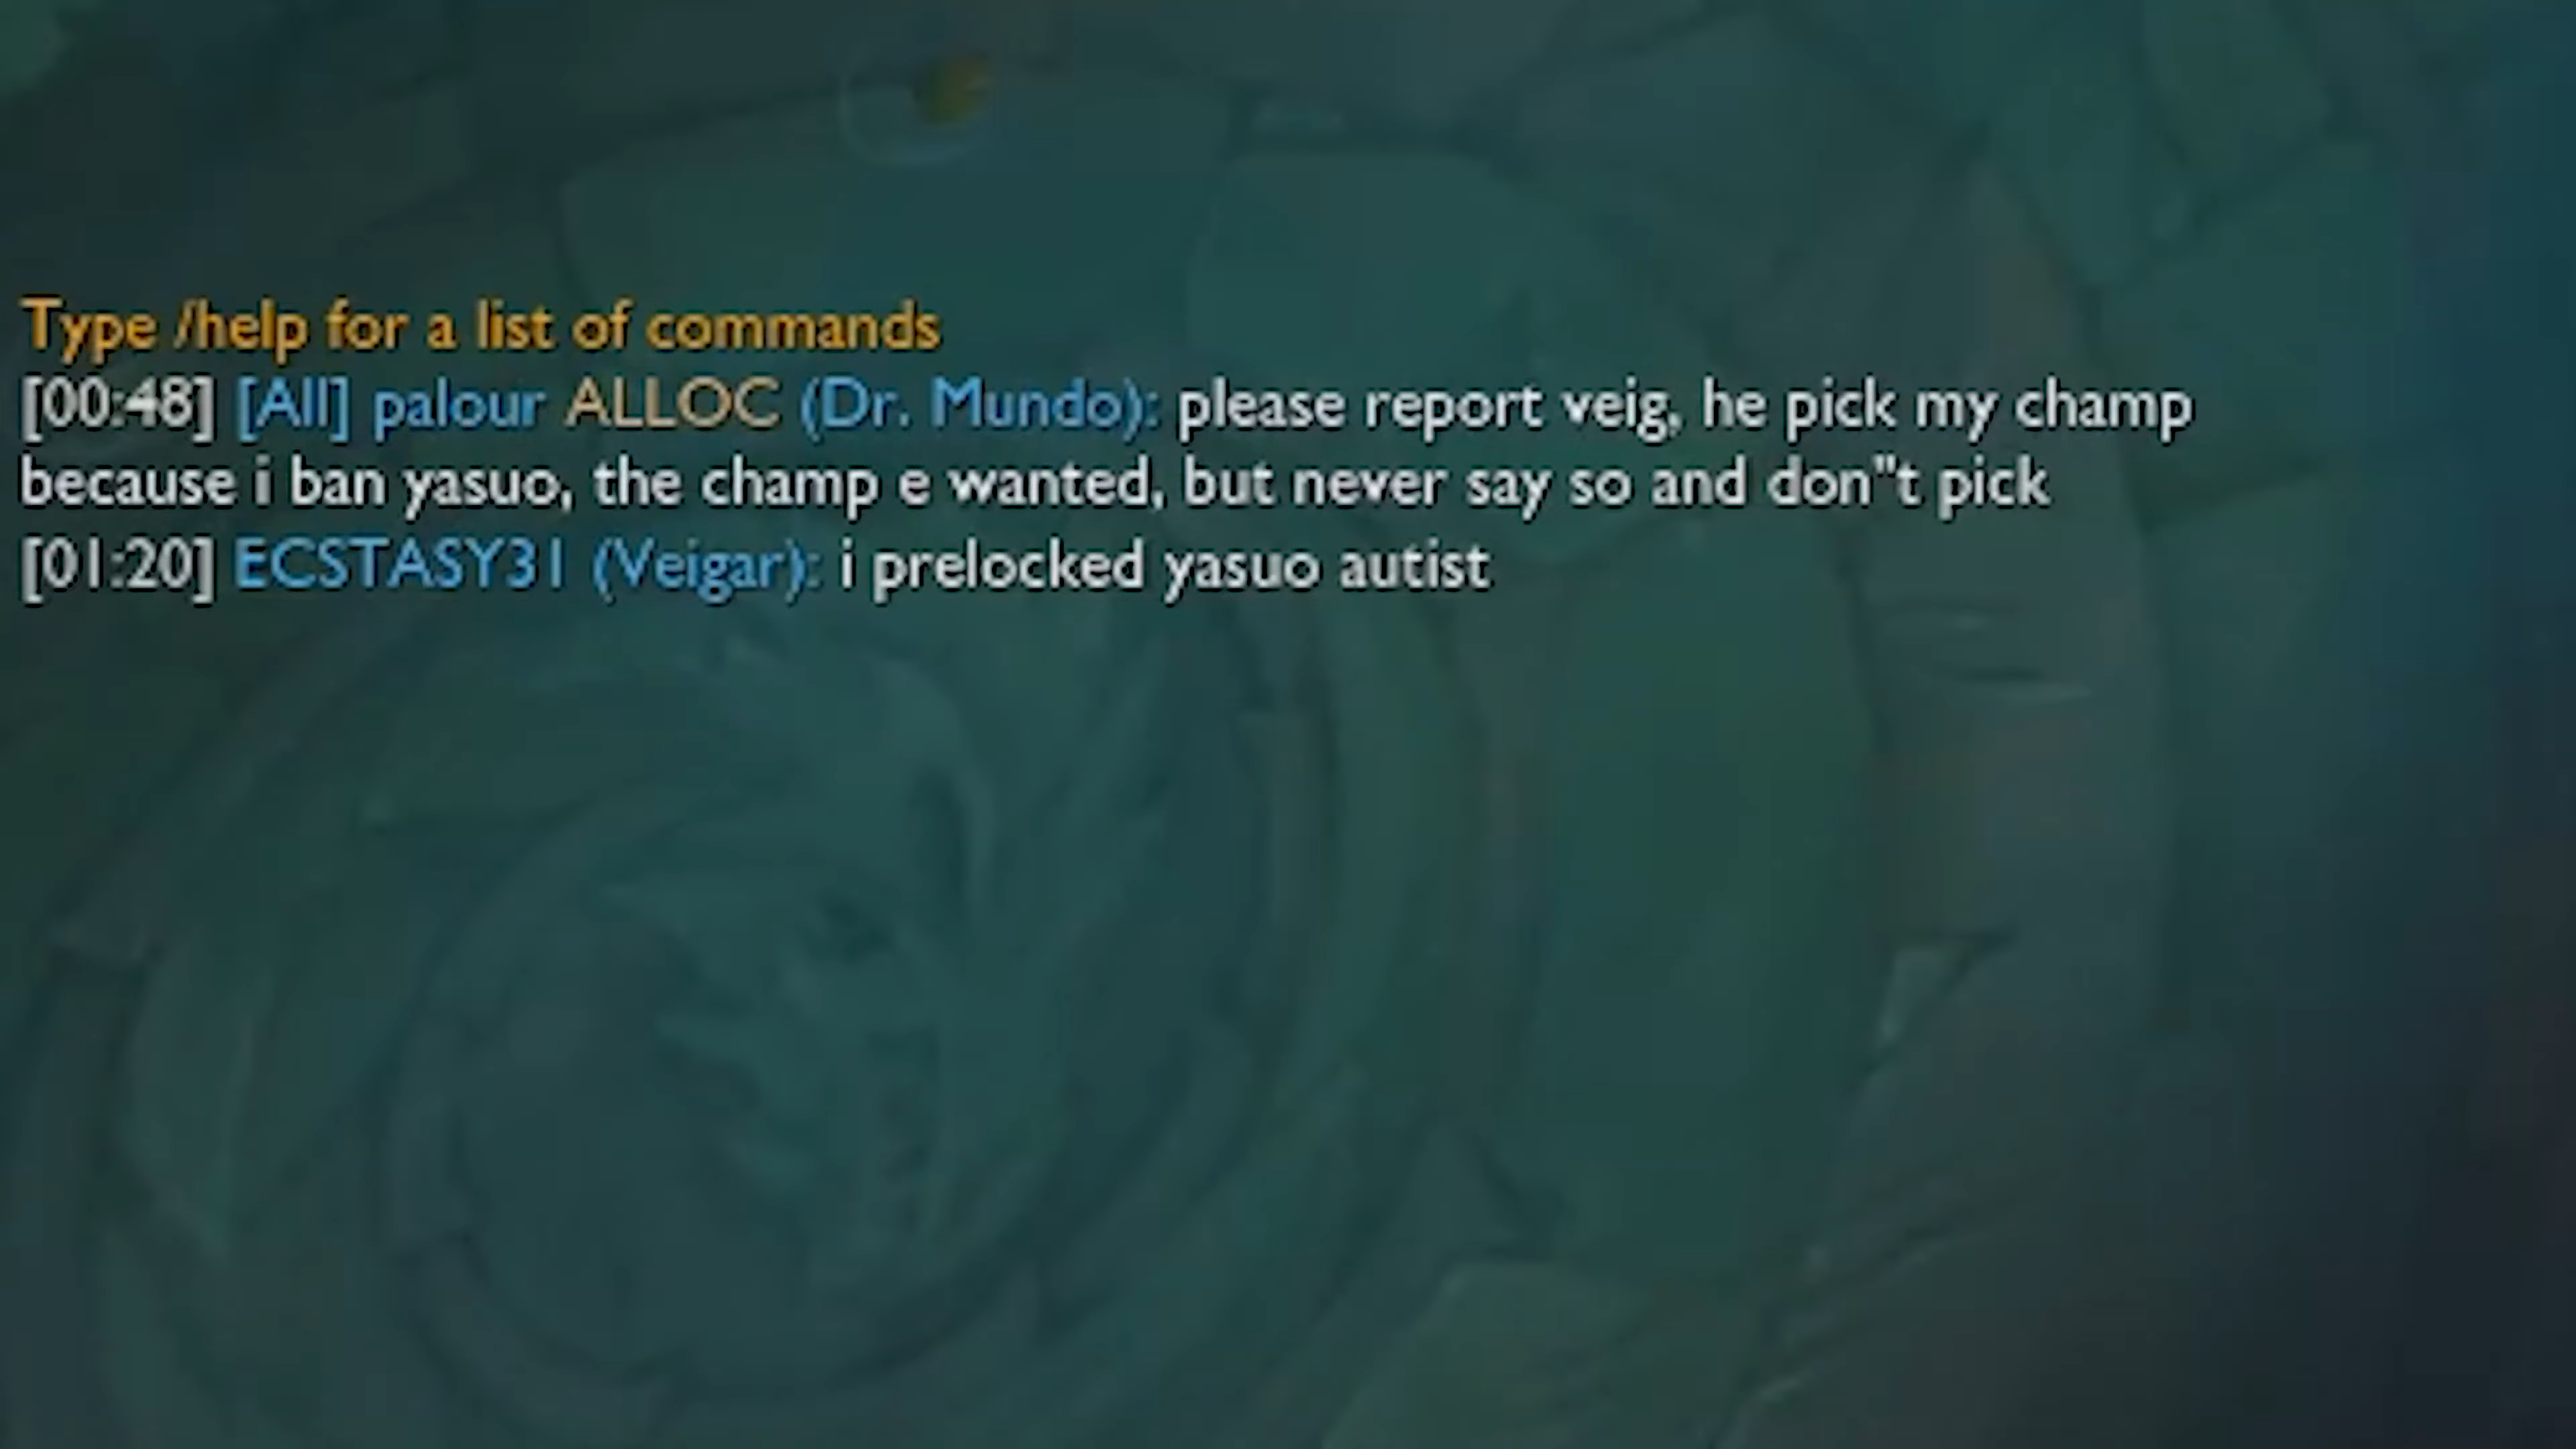 Type /help for a list of commands
[00:48] [All] palour ALLOC (Dr. Mundo): please report veig, he pick my champ
because i ban yasuo, the champ e wanted, but never say so and don"t pick
[01:20] ECSTASY31 (Veigar): i prelocked yasuo autist